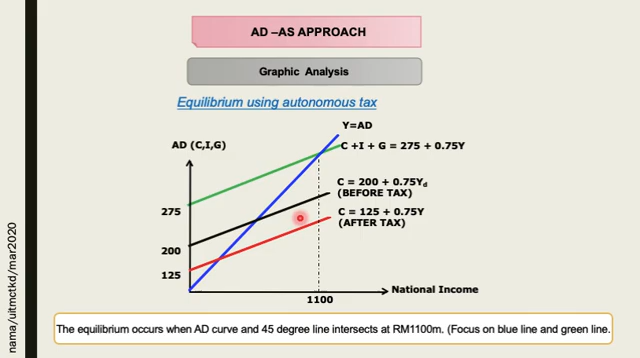 AD –AS APPROACH
Graphic Analysis
Equilibrium using autonomous tax
Y=AD
AD (C,I,G)
C +I + G = 275 + 0.75Y
C = 200 + 0.75Yd
(BEFORE TAX)
275
C = 125 + 0.75Y
(AFTER TAX)
200
125
National Income
1100
The equilibrium occurs when AD curve and 45 degree line intersects at RM1100m. (Focus on blue line and green line.
nama/uitmctkd/mar2020